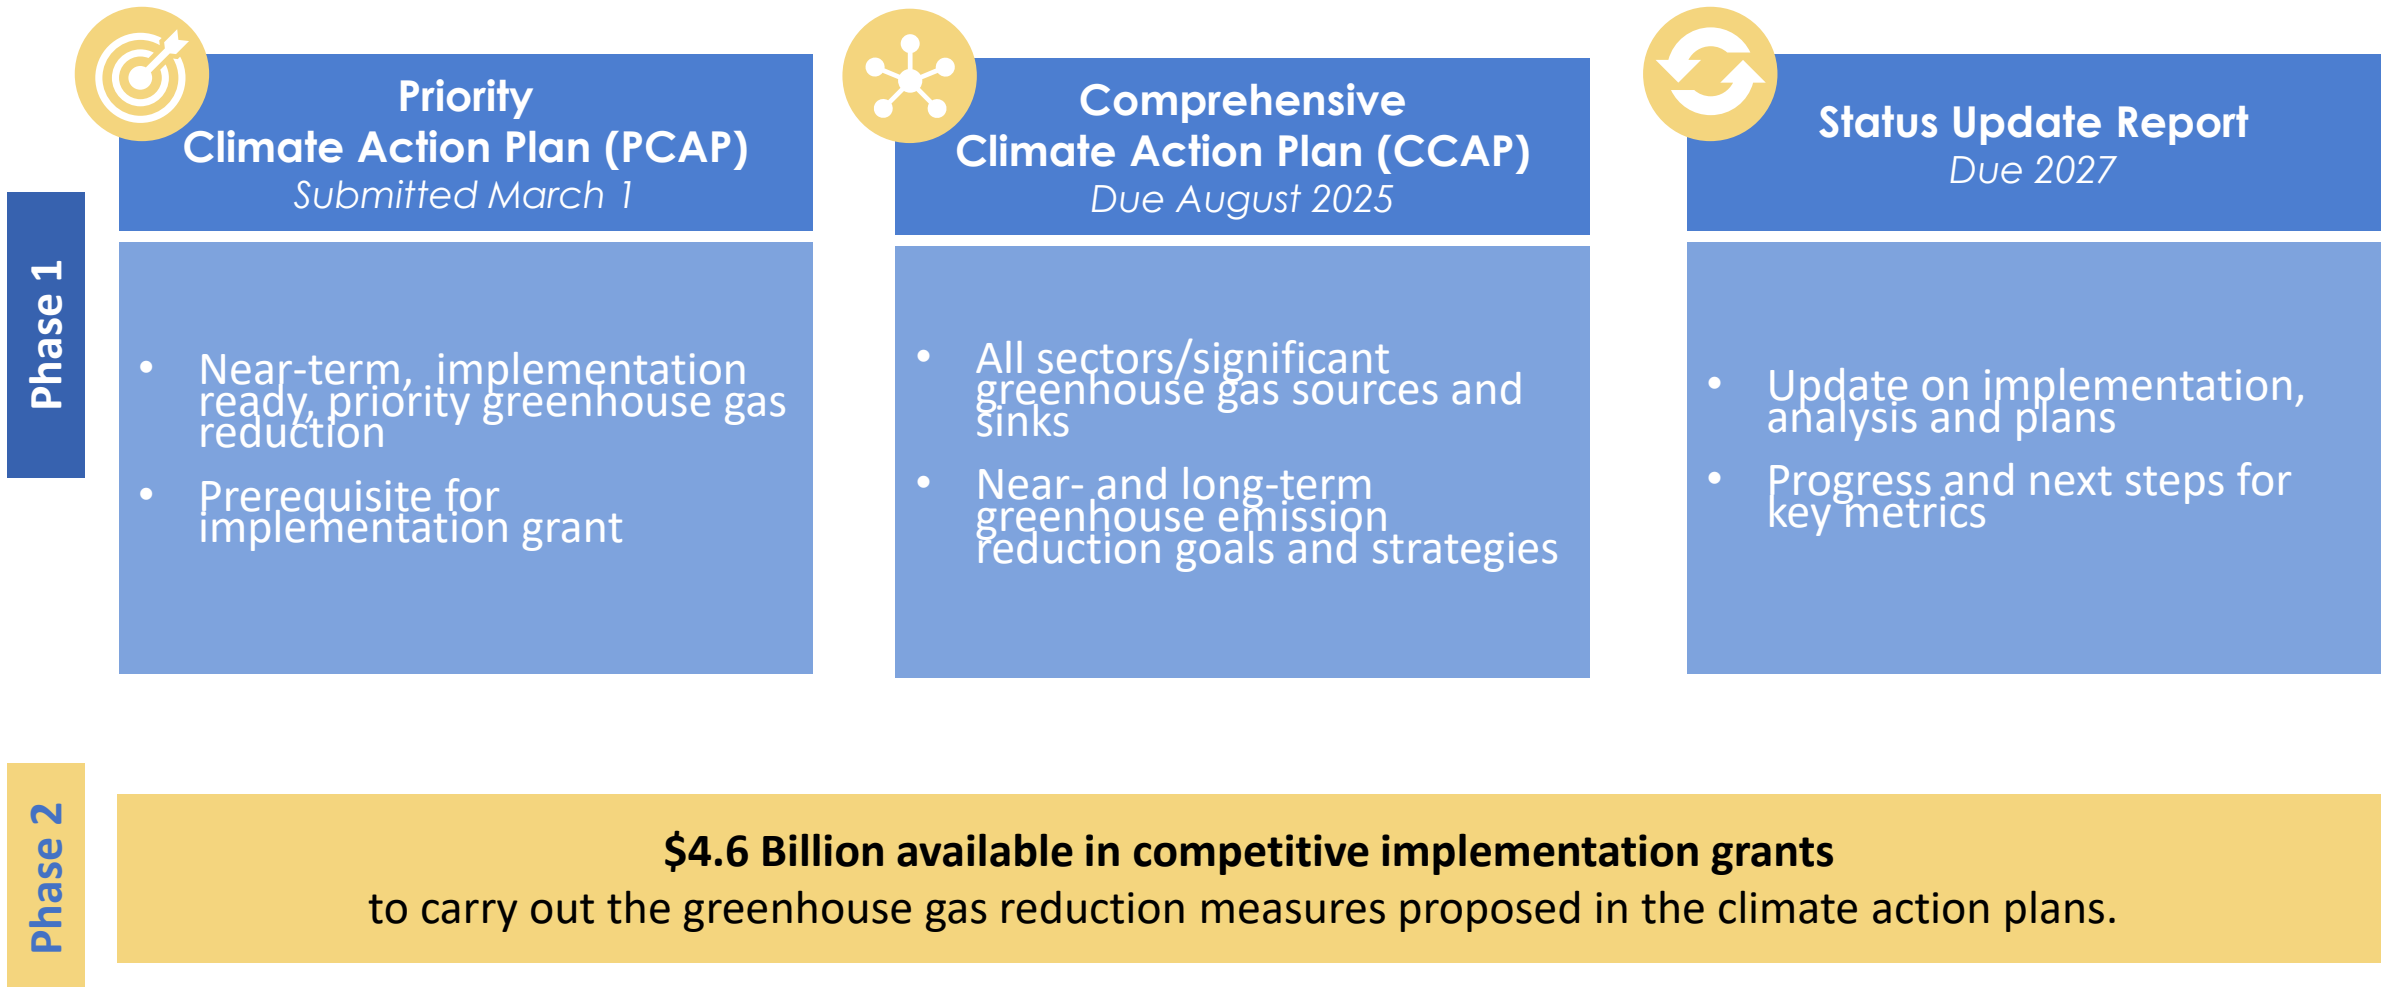 Phase 1
Priority
Climate Action Plan (PCAP)
Submitted March 1
• Near-term, implementation
ready, priority greenhouse gas
reduction
• Prerequisite for
implementation grant
Comprehensive
Climate Action Plan (CCAP)
Due August 2025
• All sectors/significant
greenhouse gas sources and
sinks
• Near- and long-term
greenhouse emission
reduction goals and strategies
Status Update Report
Due 2027
• Update on implementation,
analysis and plans
• Progress and next steps for
key metrics
Phase 2
$4.6 Billion available in competitive implementation grants
to carry out the greenhouse gas reduction measures proposed in the climate action plans.